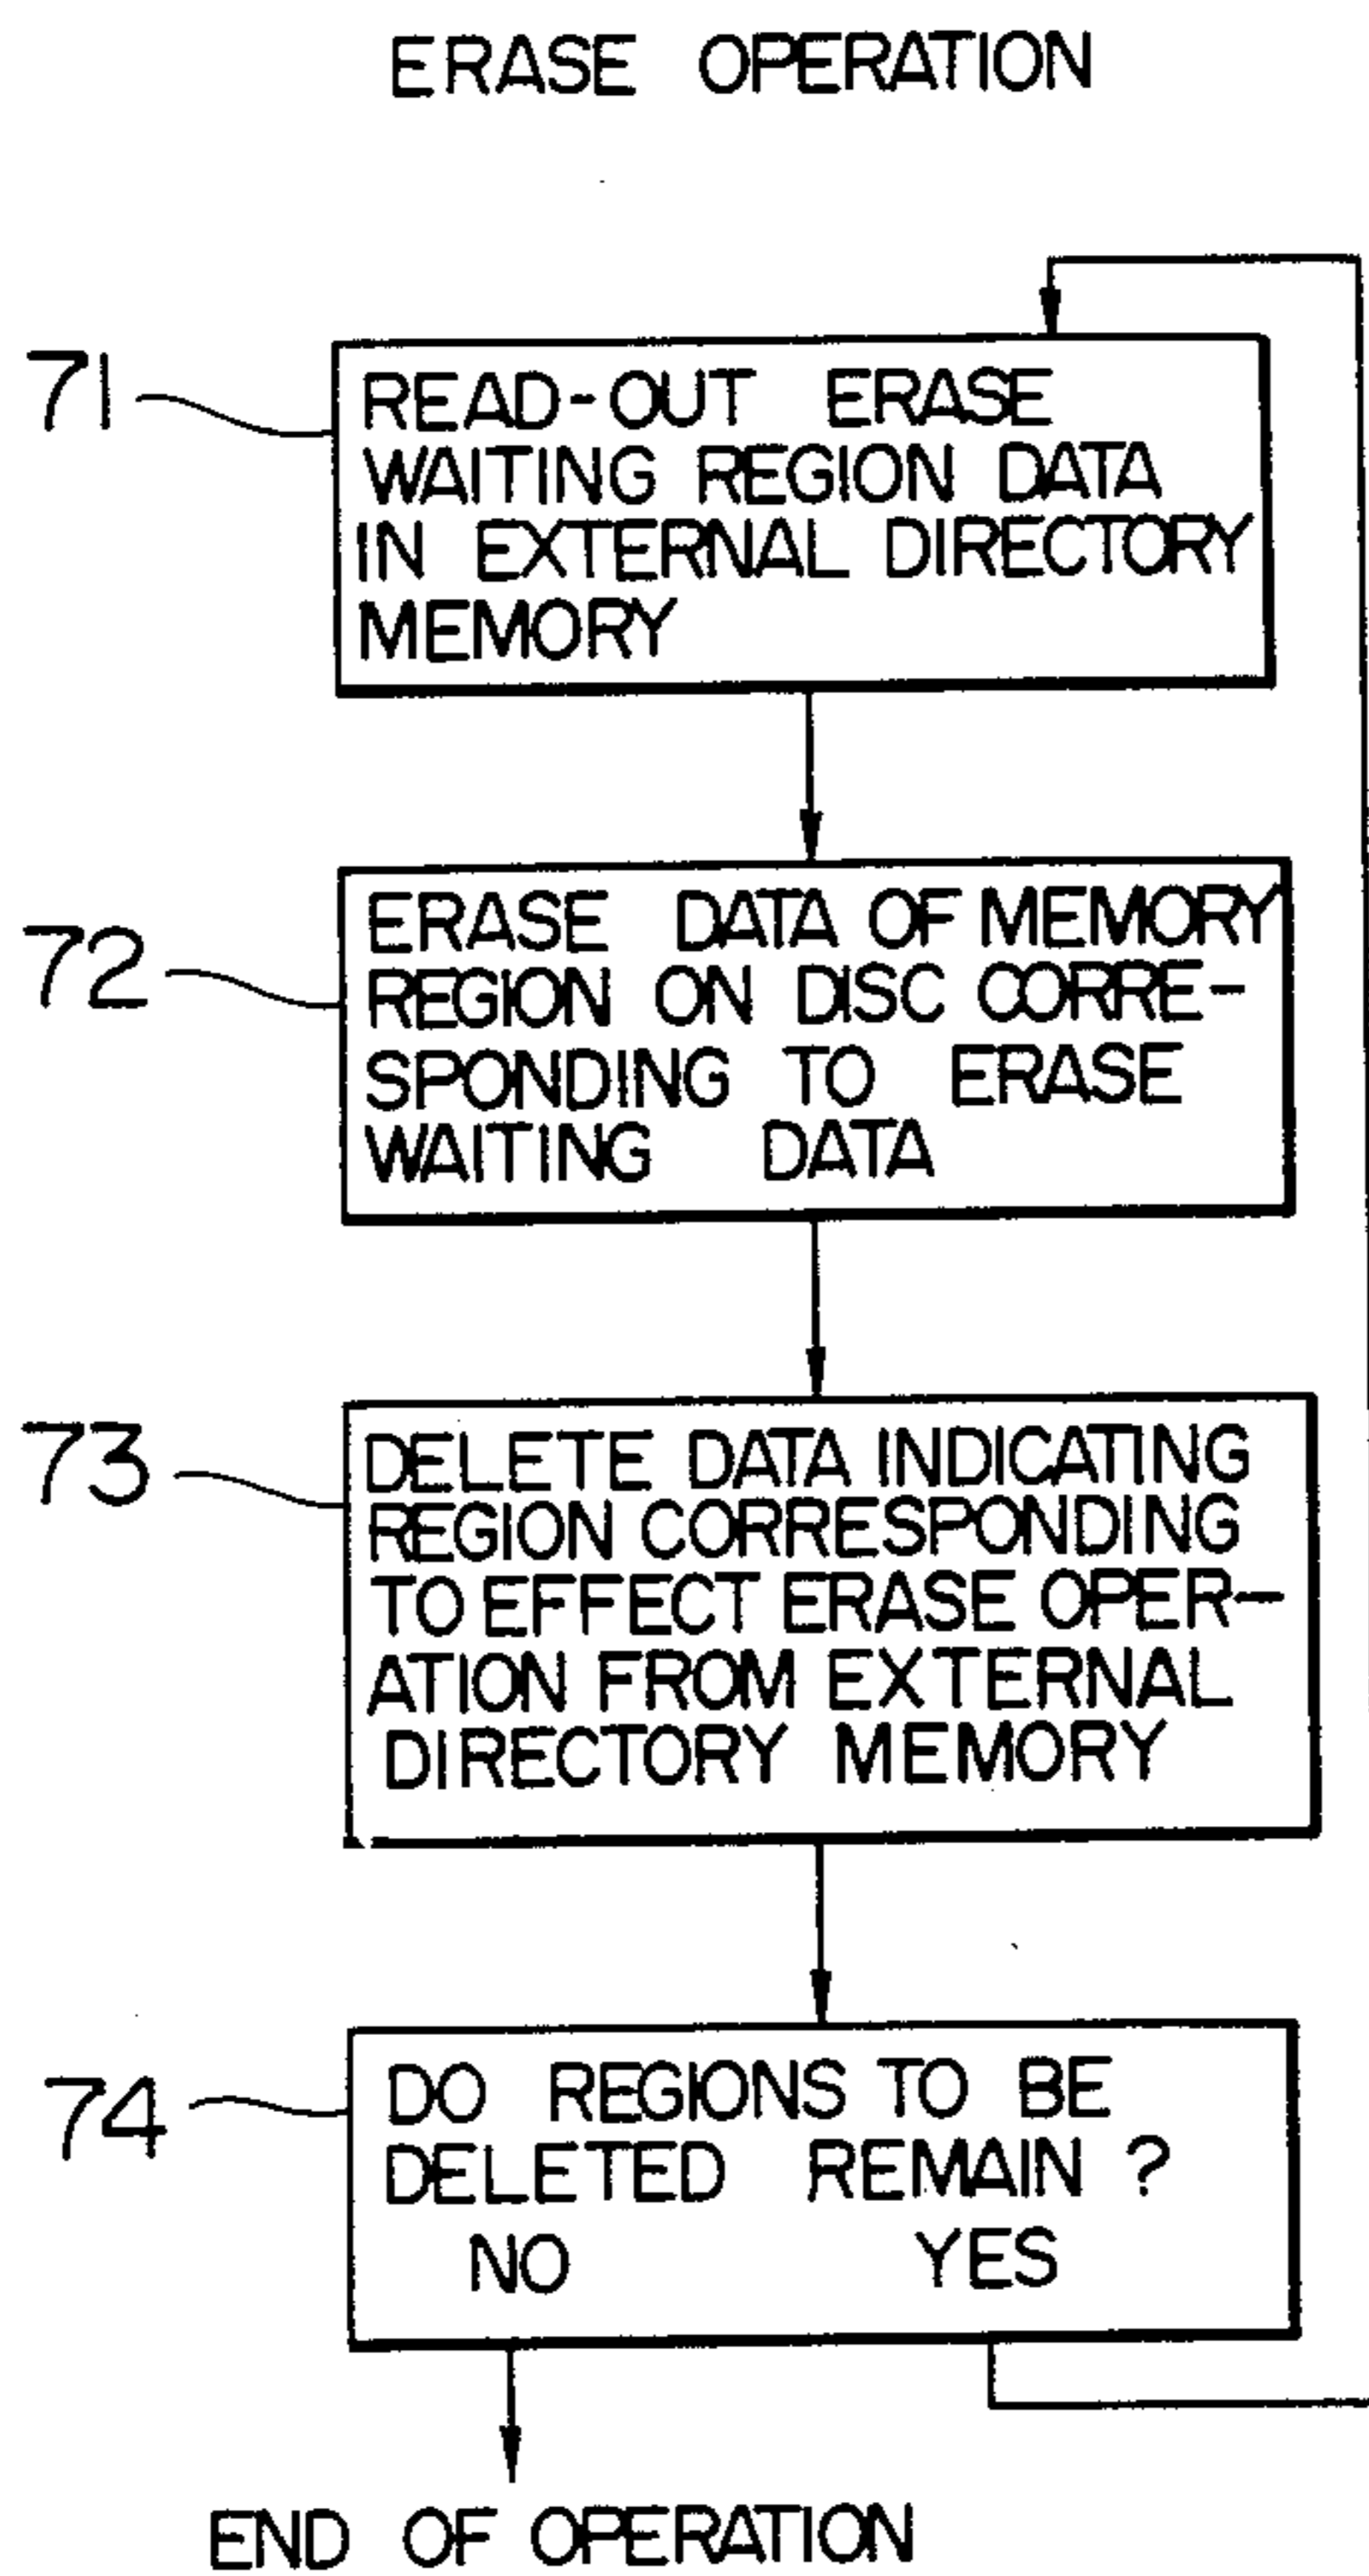 ERASE OPERATION
71
READ-OUT ERASE
WAITING REGION DATA
IN EXTERNAL DIRECTORY
MEMORY
72
ERASE DATA OF MEMORY
REGION ON DISC CORRE-
SPONDING TO ERASE
WAITING DATA
73
DELETE DATA INDICATING
REGION CORRESPONDING
TO EFFECT ERASE OPER-
ATION FROM EXTERNAL
DIRECTORY MEMORY
74
DO REGIONS TO BE
DELETED REMAIN ?
NO YES
END OF OPERATION